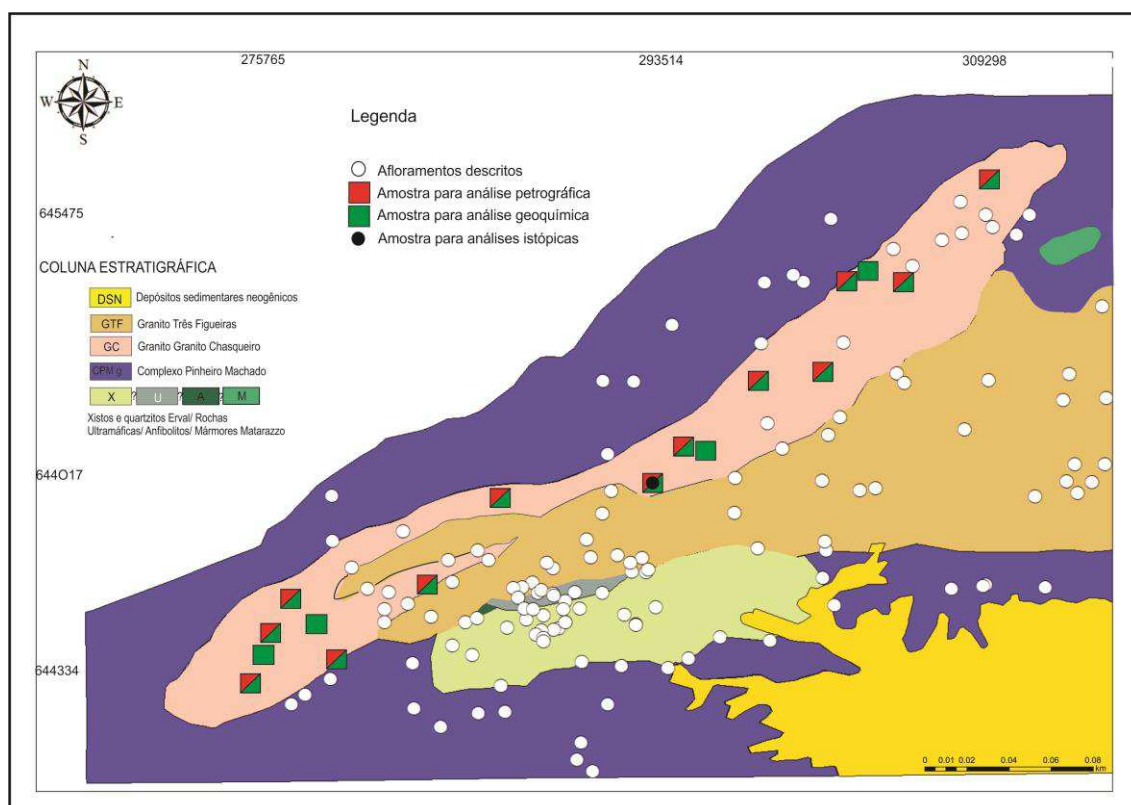 275765 293514 309298
N
W E
S
Legenda
Afloramentos descritos
Amostra para análise petrográfica
Amostra para análise geoquímica
Amostra para análises istópicas
645475
COLUNA ESTRATIGRÁFICA
DSN Depósitos sedimentares neogênicos
GTF Granito Três Figueiras
GC Granito Granito Chasqueiro
CPM g Complexo Pinheiro Machado
X ? U ? A ? M
Xistos e quartzitos Erval/ Rochas
Ultramáficas/ Anfibolitos/ Mármores Matarazzo
644O17
644334
0 0.01 0.02 0.04 0.06 0.08
km